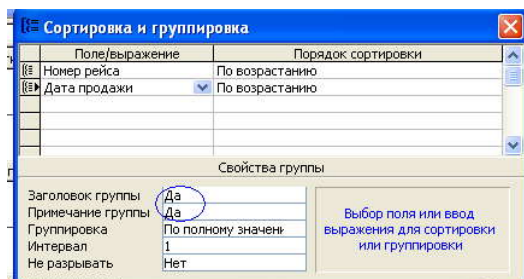 Сортировка и группировка
Поле/выражение Порядок сортировки
Номер рейса По возрастанию
Дата продажи По возрастанию
Свойства группы
Заголовок группы Да
Примечание группы Да
Группировка По полному значени
Интервал 1
Не разрывать Нет
Выбор поля или ввод
выражения для сортировки
или группировки